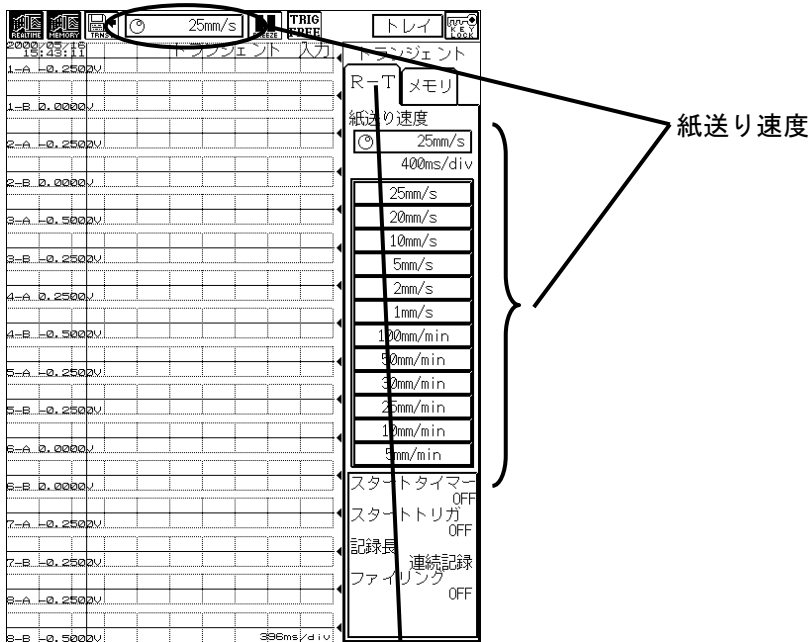 REALTIME MEMORY TRNS 25mm/s FREEZE TRIG FREE トレイ KEY LOCK
2000/05/16
15:43:11 トランジェント 入力
1-A -0.2500V
1-B 0.0000V
2-A -0.2500V
2-B 0.0000V
3-A -0.5000V
3-B -0.2500V
4-A 0.2500V
4-B -0.5000V
5-A -0.2500V
5-B -0.2500V
6-A 0.0000V
6-B 0.0000V
7-A -0.2500V
7-B -0.2500V
8-A -0.2500V
8-B -0.5000V 396ms/div
トランジェント
R-T メモリ
紙送り速度
25mm/s
400ms/div
25mm/s
20mm/s
10mm/s
5mm/s
2mm/s
1mm/s
100mm/min
50mm/min
30mm/min
25mm/min
10mm/min
5mm/min
スタートタイマー
OFF
スタートトリガ
OFF
記録長
連続記録
ファイリング
OFF
紙送り速度